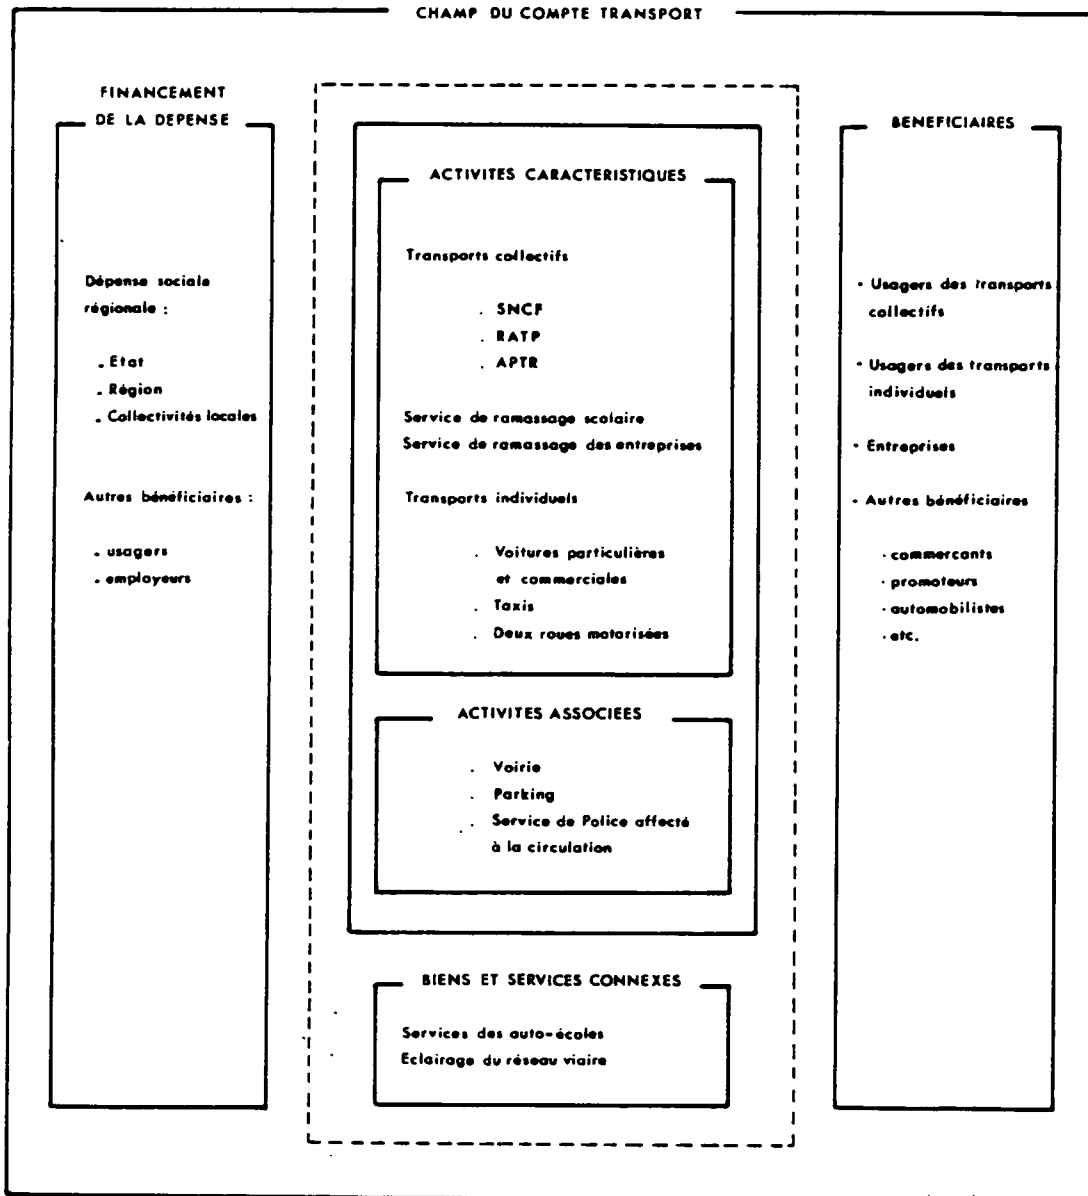 CHAMP DU COMPTE TRANSPORT
FINANCEMENT
DE LA DEPENSE
Dépense sociale
régionale :
. Etat
. Région
. Collectivités locales
Autres bénéficiaires :
. usagers
. employeurs
ACTIVITES CARACTERISTIQUES
Transports collectifs
. SNCF
. RATP
. APTR
Service de ramassage scolaire
Service de ramassage des entreprises
Transports individuels
. Voitures particulières
et commerciales
. Taxis
. Deux roues motorisées
ACTIVITES ASSOCIEES
. Voirie
. Parking
. Service de Police affecté
à la circulation
BIENS ET SERVICES CONNEXES
Services des auto-écoles
Eclairage du réseau viaire
BENEFICIAIRES
- Usagers des transports
collectifs
- Usagers des transports
individuels
- Entreprises
- Autres bénéficiaires
. commercants
. promoteurs
. automobilistes
. etc.